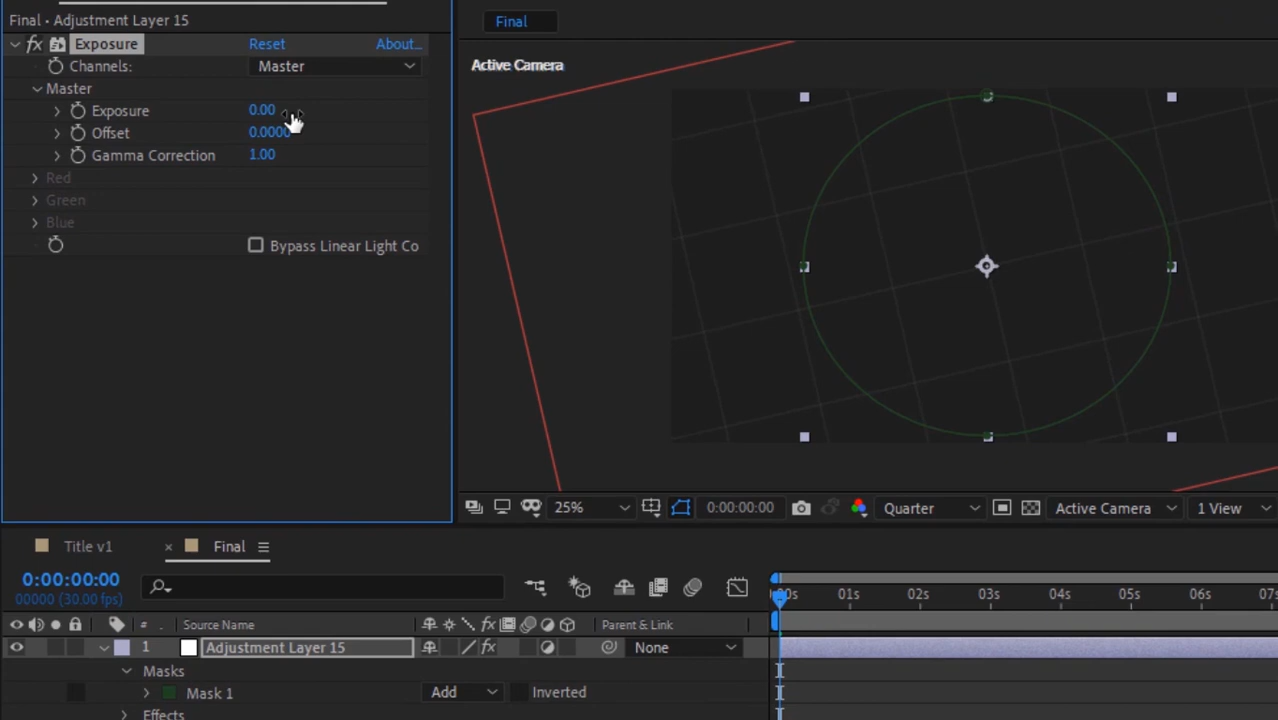 Final • Adjustment Layer 15
Final
fx Exposure Reset About...
Active Camera
Channels: Master
Master
Exposure 0.00
Offset 0.0000
Gamma Correction 1.00
Red
Green
Blue
Bypass Linear Light Co
25% 0:00:00:00 Quarter Active Camera 1 View
Title v1 × Final
0:00:00:00
00000 (30.00 fps)
00s 01s 02s 03s 04s 05s 06s 07s
# . Source Name fx Parent & Link
1 Adjustment Layer 15 fx None
Masks
Mask 1 Add Inverted
Effects